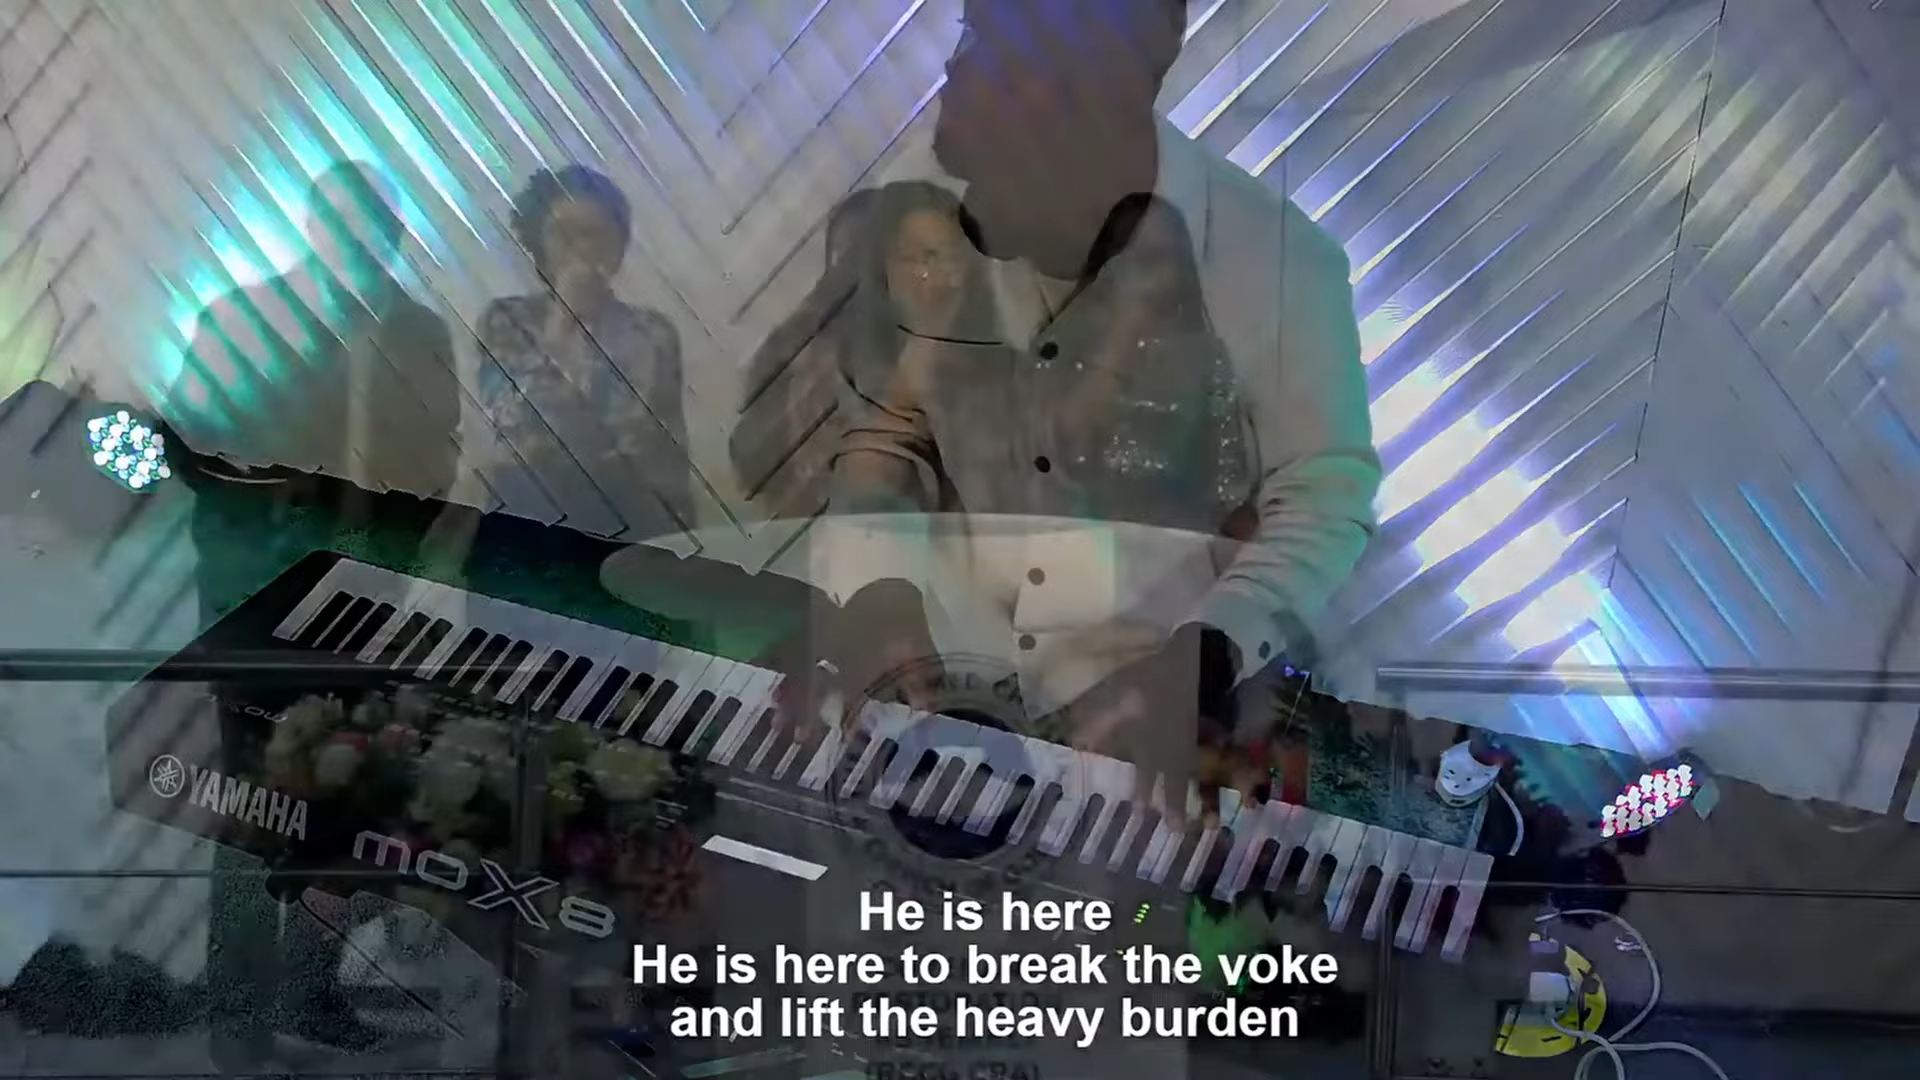 YAMAHA
moX8
He is here
He is here to break the yoke
and lift the heavy burden